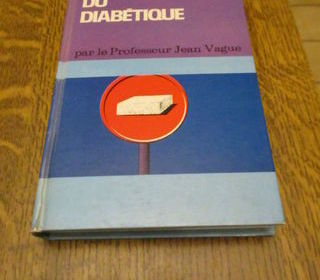 DU
DIABÉTIQUE
par le Professeur Jean Vague